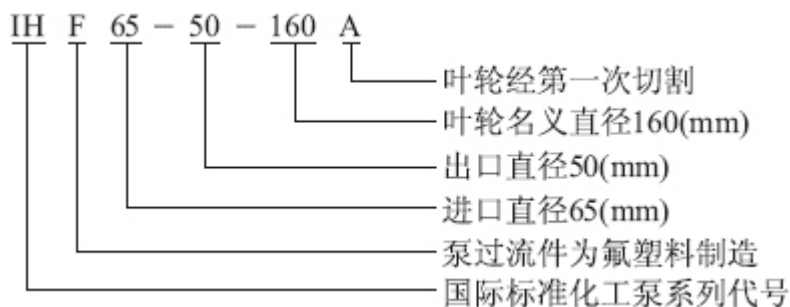 IH F 65 - 50 - 160 A
叶轮经第一次切割
叶轮名义直径160(mm)
出口直径50(mm)
进口直径65(mm)
泵过流件为氟塑料制造
国际标准化工泵系列代号